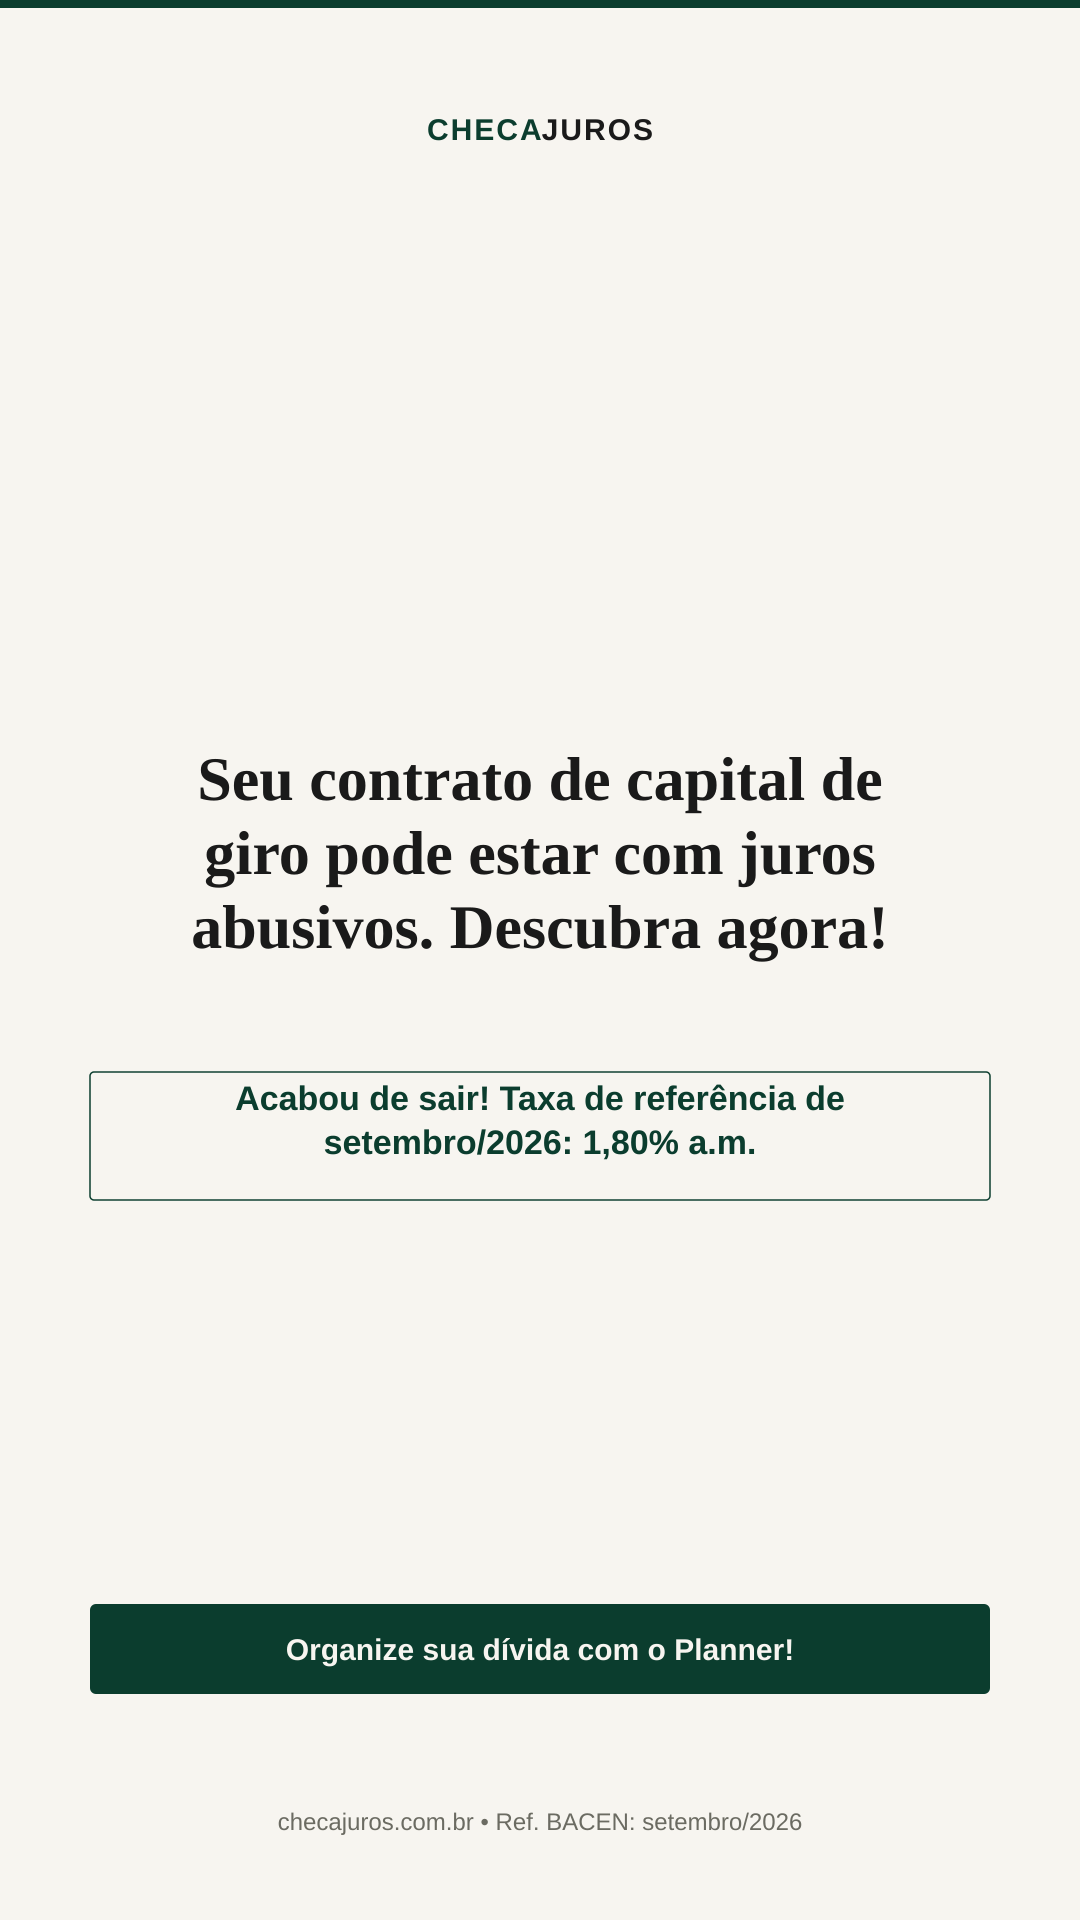 CHECAJUROS
Seu contrato de capital de
giro pode estar com juros
abusivos. Descubra agora!
Acabou de sair! Taxa de referência de
setembro/2026: 1,80% a.m.
Organize sua dívida com o Planner!
checajuros.com.br • Ref. BACEN: setembro/2026